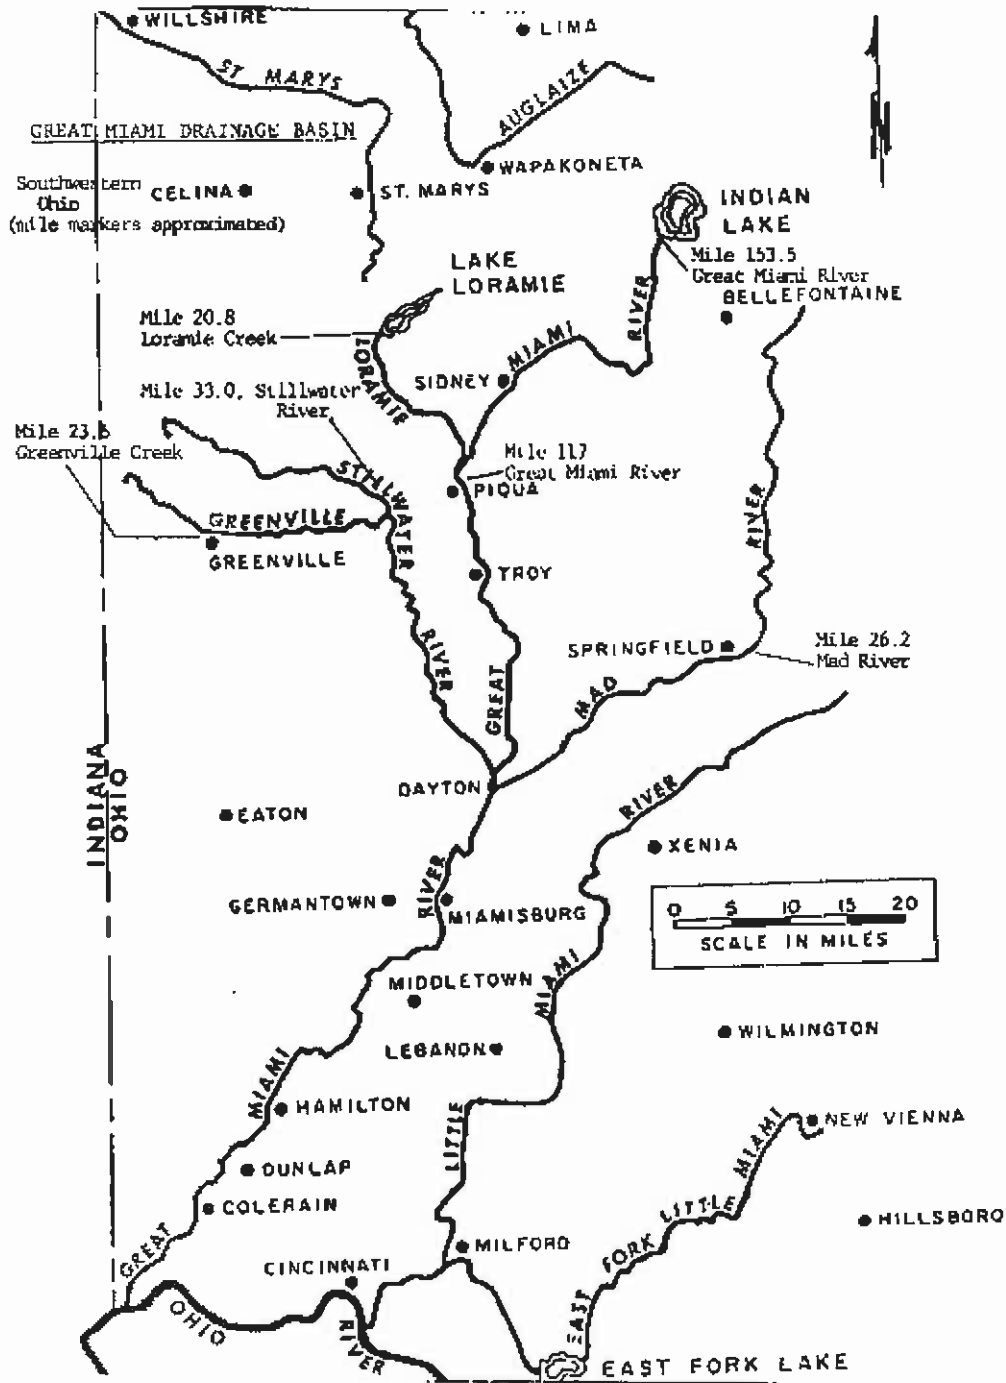 WILLSHIRE
LIMA
ST MARYS
AUGLAIZE
GREAT MIAMI DRAINAGE BASIN
WAPAKONETA
Southwestern
Ohio
(mile markers approximated)
CELINA
ST. MARYS
INDIAN
LAKE
N
Mile 153.5
Great Miami River
BELLEFONTAINE
LAKE
LORAMIE
Mile 20.8
Loramie Creek
LORAMIE
SIDNEY
MIAMI
RIVER
Mile 33.0, Stillwater
River
Mile 23.6
Greenville Creek
Mile 117
Great Miami River
PIQUA
STILLWATER
RIVER
GREENVILLE
GREENVILLE
TROY
GREAT
RIVER
SPRINGFIELD
Mile 26.2
Mad River
MAD
DAYTON
INDIANA
OHIO
EATON
RIVER
XENIA
GERMANTOWN
RIVER
MIAMISBURG
0 5 10 15 20
SCALE IN MILES
MIDDLETOWN
MIAMI
WILMINGTON
LEBANON
MIAMI
HAMILTON
LITTLE
NEW VIENNA
DUNLAP
COLERAIN
GREAT
EAST FORK LITTLE MIAMI
HILLSBORO
MILFORD
CINCINNATI
OHIO
RIVER
EAST FORK LAKE